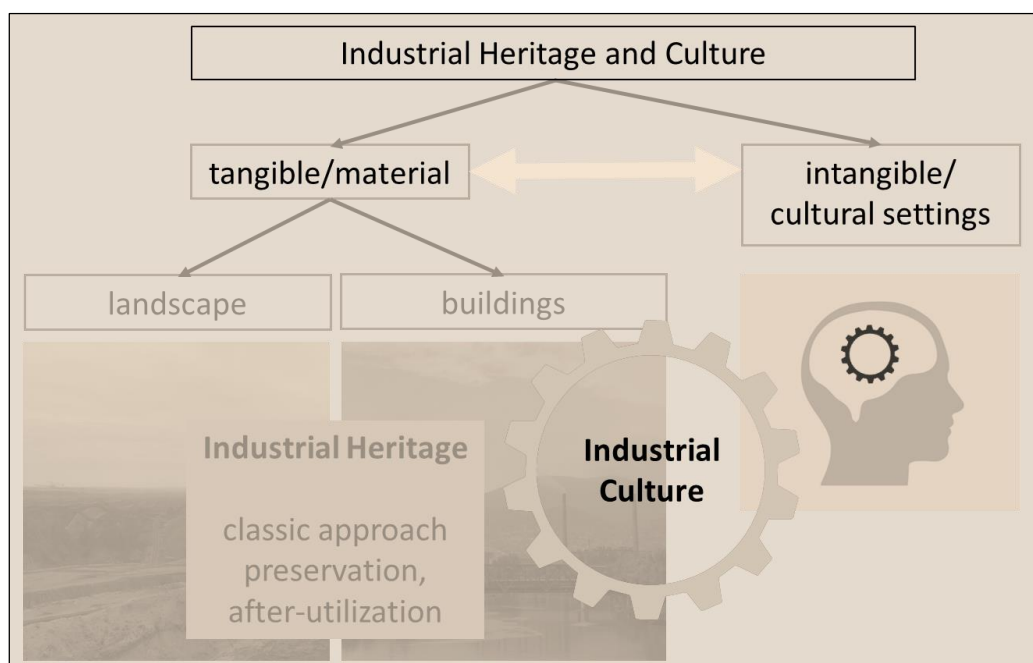 Industrial Heritage and Culture
tangible/material
intangible/
cultural settings
landscape
buildings
Industrial Heritage
classic approach
preservation,
after-utilization
Industrial
Culture